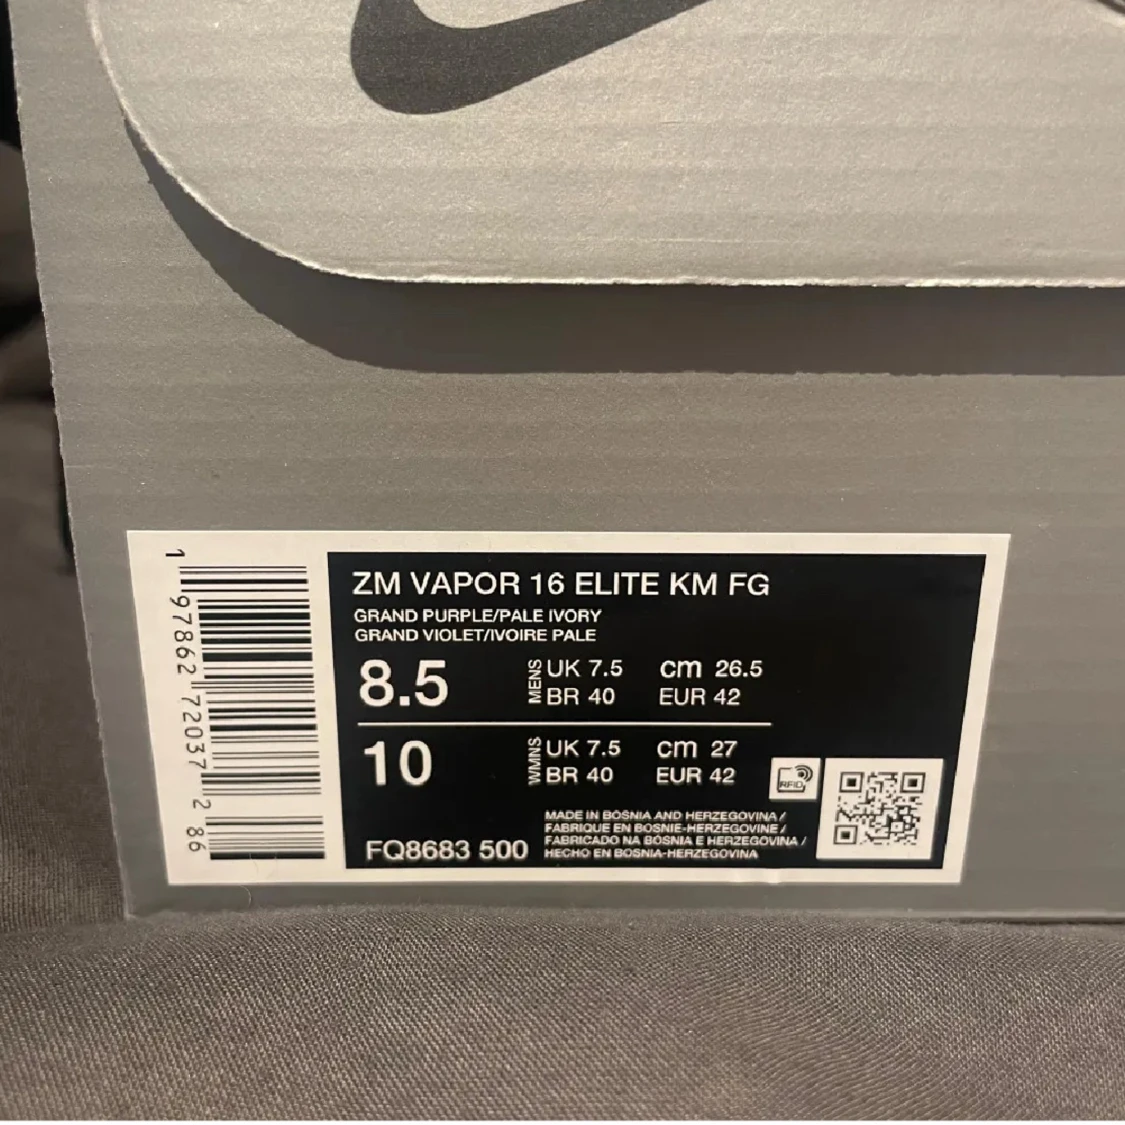 ZM VAPOR 16 ELITE KM FG
GRAND PURPLE/PALE IVORY
GRAND VIOLET/IVOIRE PALE
8.5
MENS
UK 7.5 cm 26.5
BR 40 EUR 42
10
WMNS
UK 7.5 cm 27
BR 40 EUR 42
RFID
FQ8683 500
MADE IN BOSNIA AND HERZEGOVINA /
FABRIQUE EN BOSNIE-HERZEGOVINE /
FABRICADO NA BÓSNIA E HERZEGOVINA /
HECHO EN BOSNIA-HERZEGOVINA
1 97862 72037 2 86